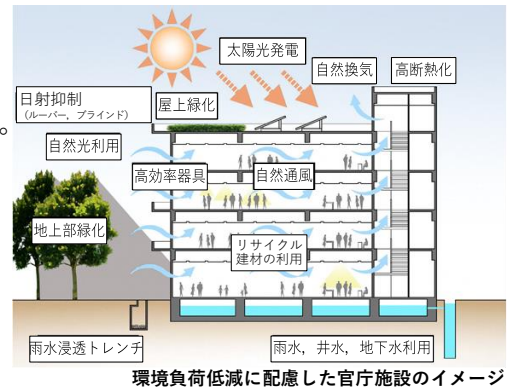 太陽光発電
自然換気
高断熱化
日射抑制
（ルーバー，ブラインド）
屋上緑化
。
自然光利用
高効率器具
自然通風
地上部緑化
リサイクル
建材の利用
雨水浸透トレンチ
雨水，井水，地下水利用
環境負荷低減に配慮した官庁施設のイメージ